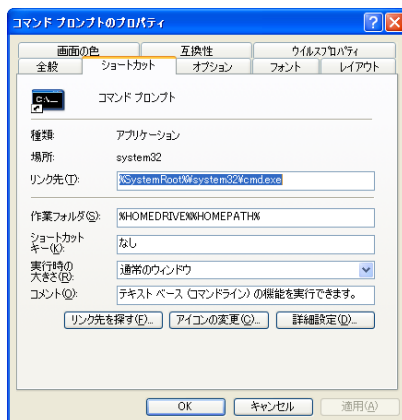 コマンド プロンプトのプロパティ
画面の色 互換性 ウイルスプロパティ
全般 ショートカット オプション フォント レイアウト
C:\_
コマンド プロンプト
種類: アプリケーション
場所: system32
リンク先(T): %SystemRoot%¥system32¥cmd.exe
作業フォルダ(S): %HOMEDRIVE%%HOMEPATH%
ショートカット
キー(K): なし
実行時の
大きさ(R): 通常のウィンドウ
コメント(O): テキスト ベース (コマンドライン) の機能を実行できます。
リンク先を探す(F)... アイコンの変更(C)... 詳細設定(D)...
OK キャンセル 適用(A)